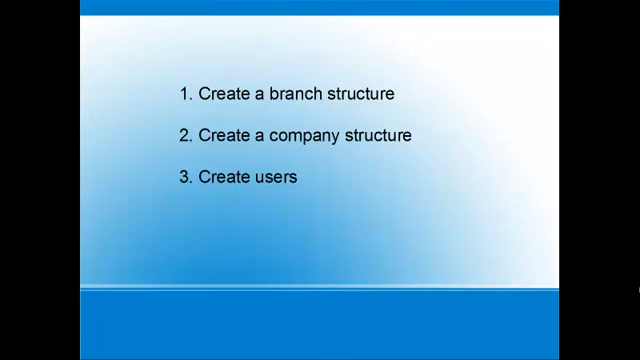 1. Create a branch structure
2. Create a company structure
3. Create users